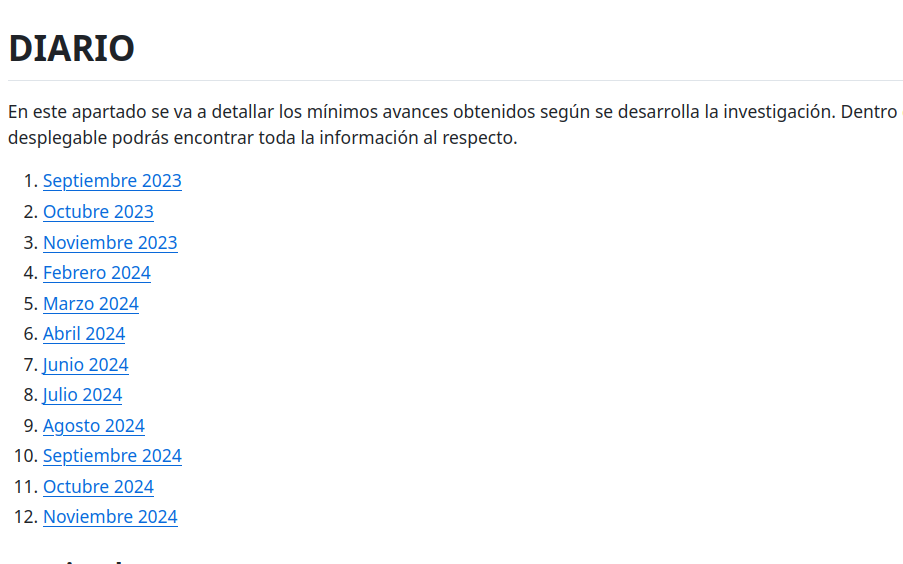 DIARIO
En este apartado se va a detallar los mínimos avances obtenidos según se desarrolla la investigación. Dentro
desplegable podrás encontrar toda la información al respecto.
1. Septiembre 2023
2. Octubre 2023
3. Noviembre 2023
4. Febrero 2024
5. Marzo 2024
6. Abril 2024
7. Junio 2024
8. Julio 2024
9. Agosto 2024
10. Septiembre 2024
11. Octubre 2024
12. Noviembre 2024